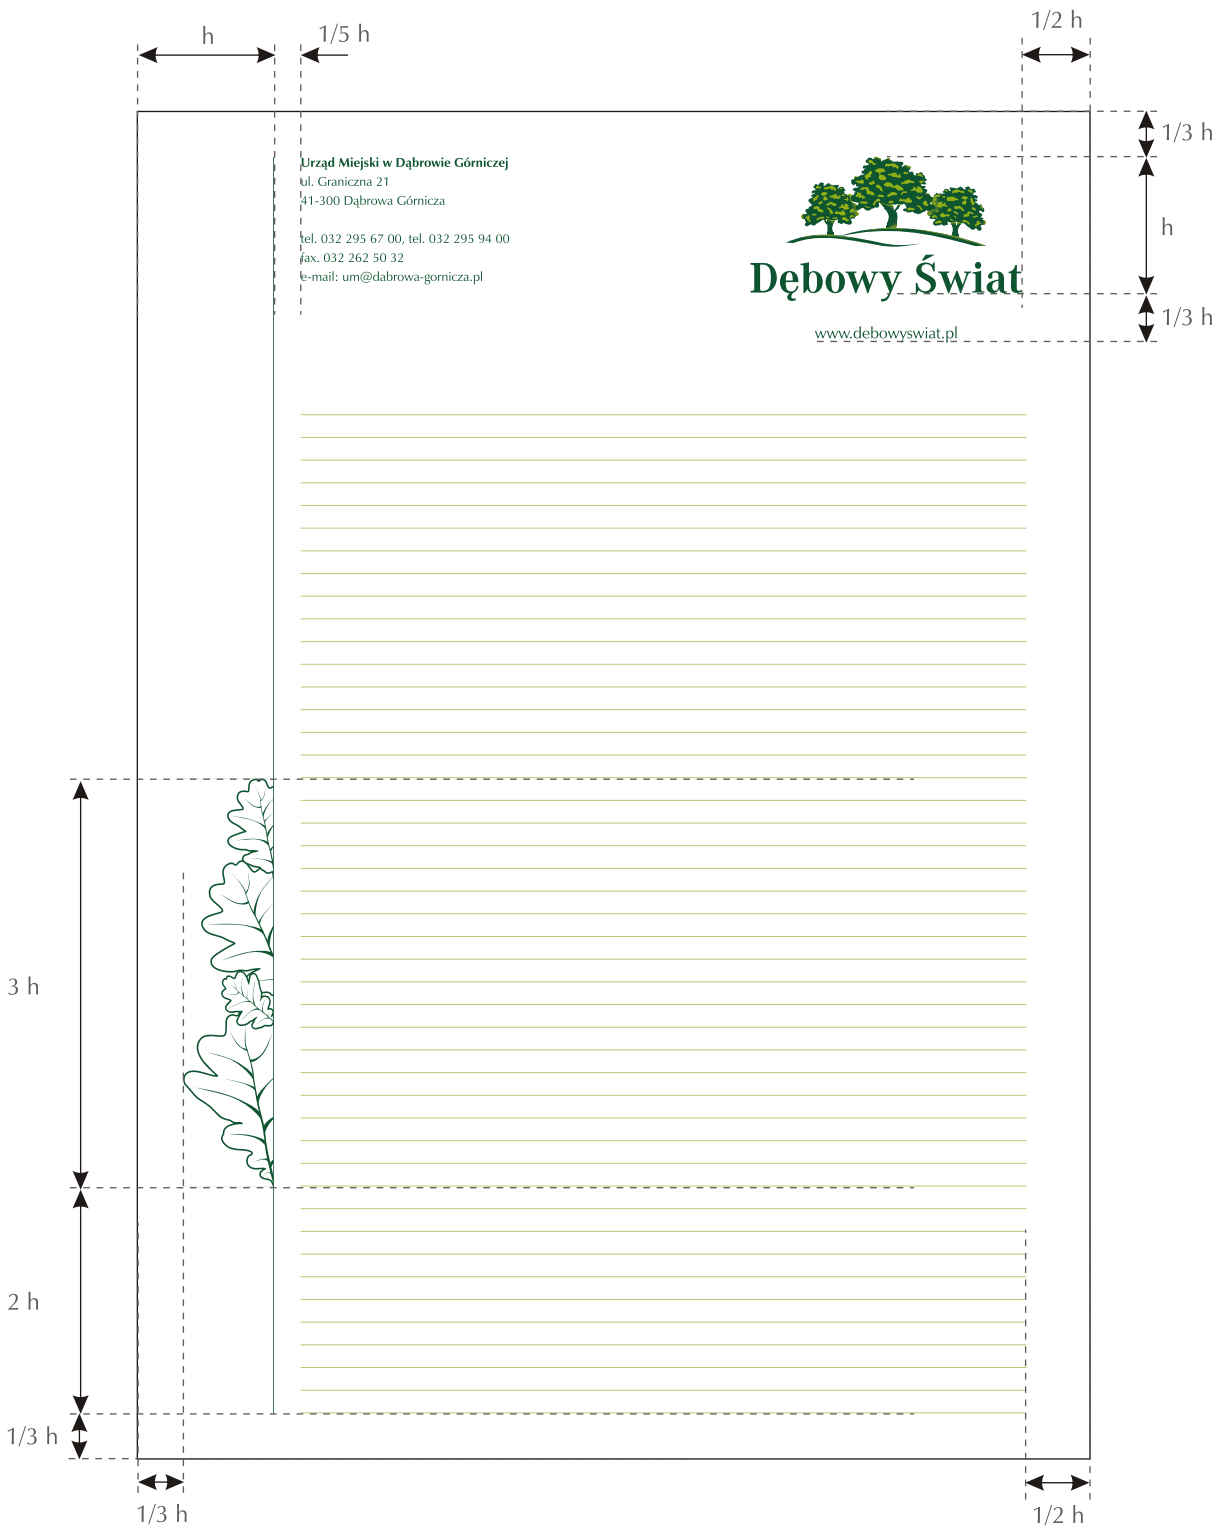 h
1/5 h
1/2 h
1/3 h
Urząd Miejski w Dąbrowie Górniczej
ul. Graniczna 21
41-300 Dąbrowa Górnicza
tel. 032 295 67 00, tel. 032 295 94 00
fax. 032 262 50 32
e-mail: um@dabrowa-gornicza.pl
h
Dębowy Świat
1/3 h
www.debowyswiat.pl
3 h
2 h
1/3 h
1/3 h
1/2 h